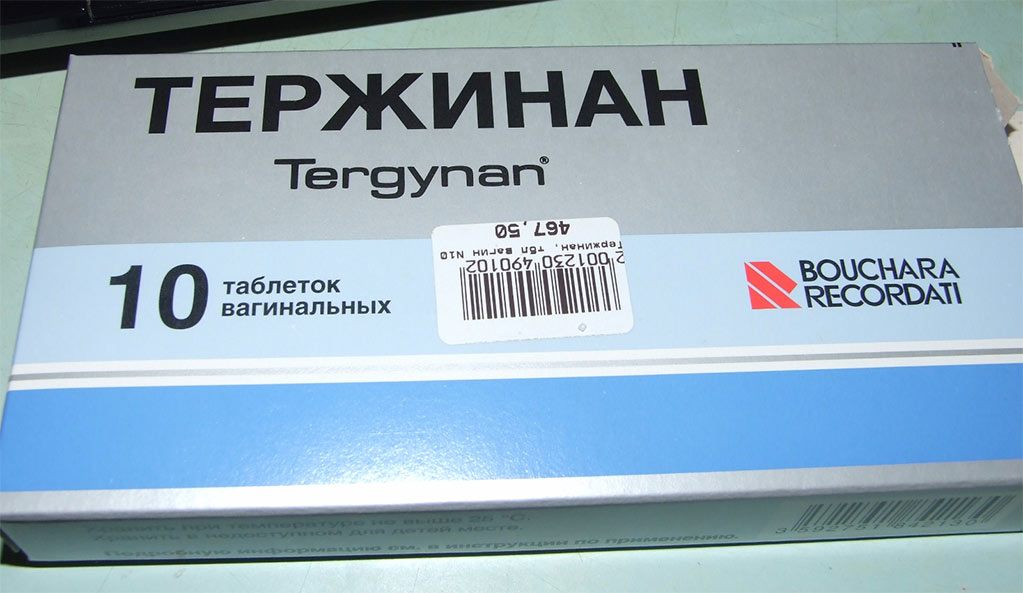 ТЕРЖИНАН
Tergynan®
467,50
Тержинан, тбл Вагин N10
2 001230 490102
10 таблеток
вагинальных
BOUCHARA
RECORDATI
Хранить при температуре не выше 25 °С.
Хранить в недоступном для детей месте.
Подробную информацию см. в инструкции по применению.